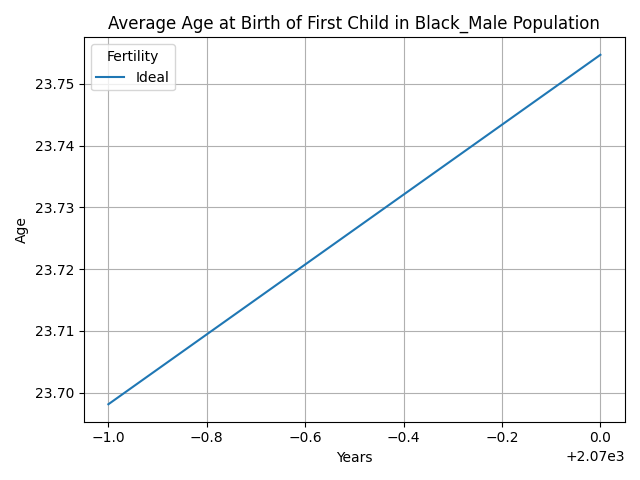 Average Age at Birth of First Child in Black_Male Population
Fertility
Ideal
Age
23.75
23.74
23.73
23.72
23.71
23.70
−1.0 −0.8 −0.6 −0.4 −0.2 0.0
Years
+2.07e3